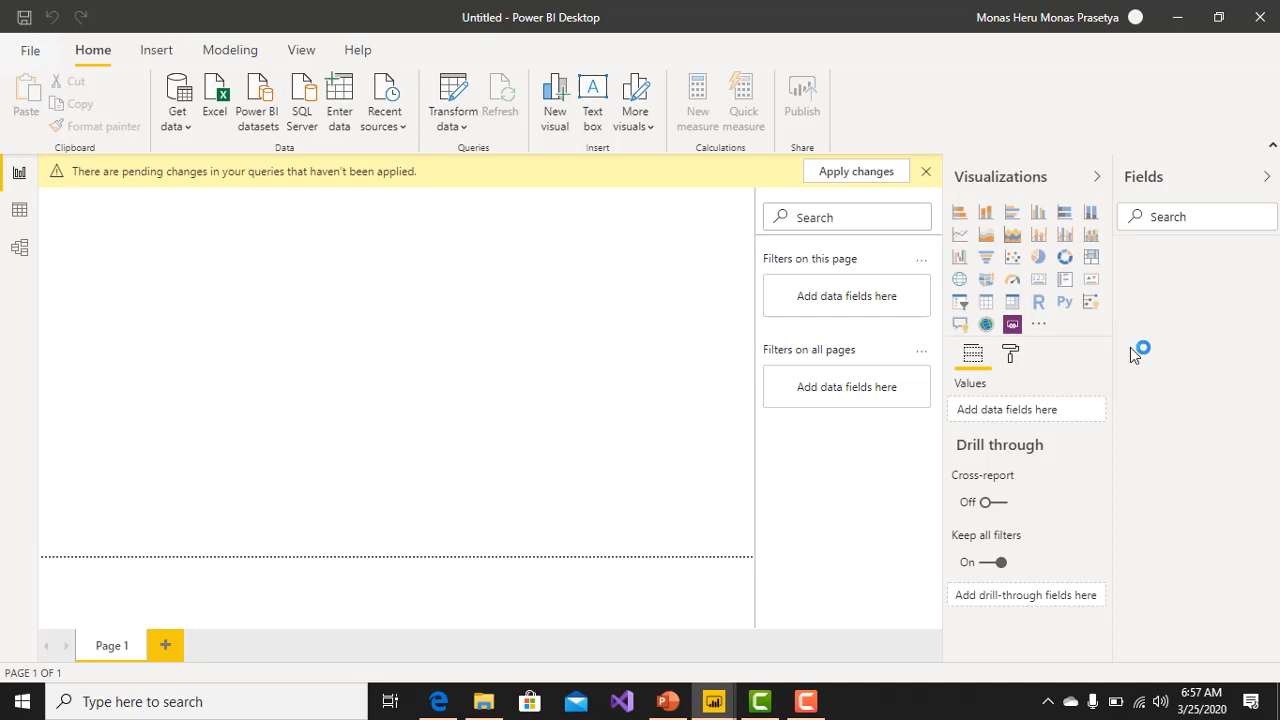 Untitled - Power BI Desktop
Monas Heru Monas Prasetya
File
Home
Insert
Modeling
View
Help
Paste
Cut
Copy
Format painter
Clipboard
Get data
Excel
Power BI datasets
SQL Server
Enter data
Recent sources
Data
Transform data
Refresh
Queries
New visual
Text box
More visuals
Insert
New measure
Quick measure
Calculations
Publish
Share
There are pending changes in your queries that haven't been applied.
Apply changes
Search
Filters on this page
...
Add data fields here
Filters on all pages
...
Add data fields here
Visualizations
R
Py
...
Values
Add data fields here
Drill through
Cross-report
Off
Keep all filters
On
Add drill-through fields here
Fields
Search
Page 1
PAGE 1 OF 1
Type here to search
6:57 AM
3/25/2020